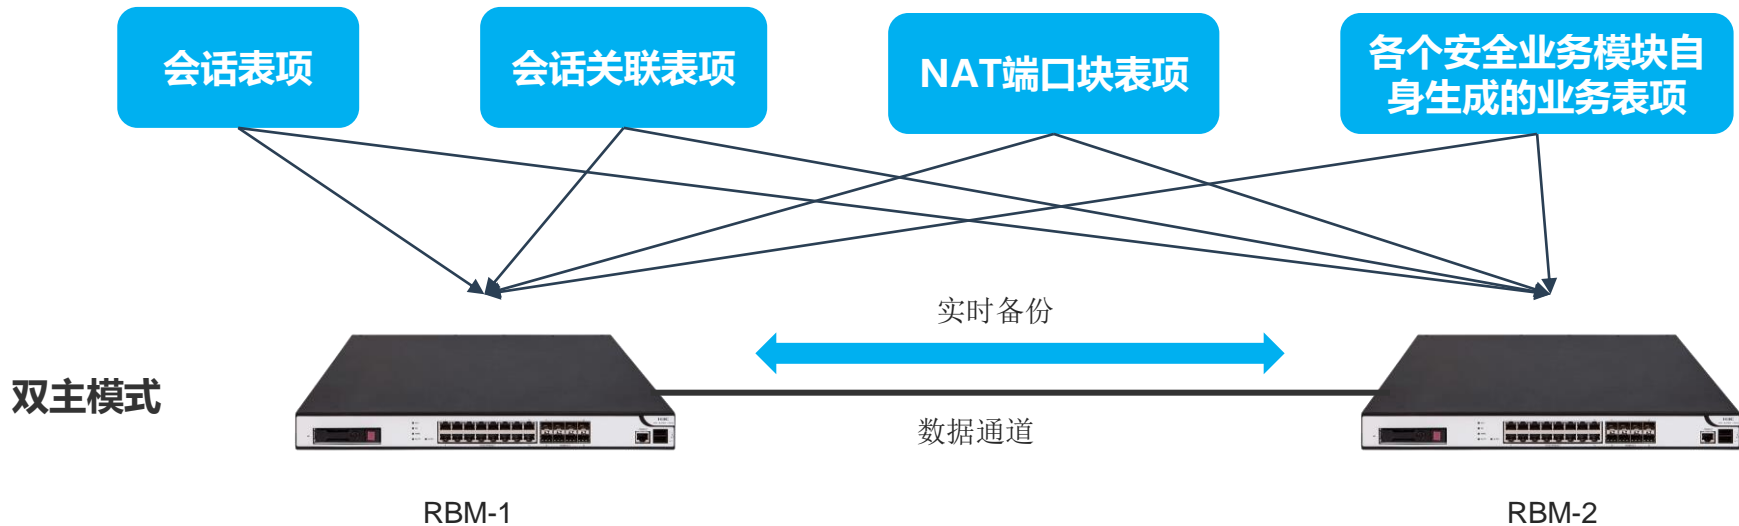 会话表项
会话关联表项
NAT端口块表项
各个安全业务模块自
身生成的业务表项
实时备份
双主模式
数据通道
RBM-1
RBM-2